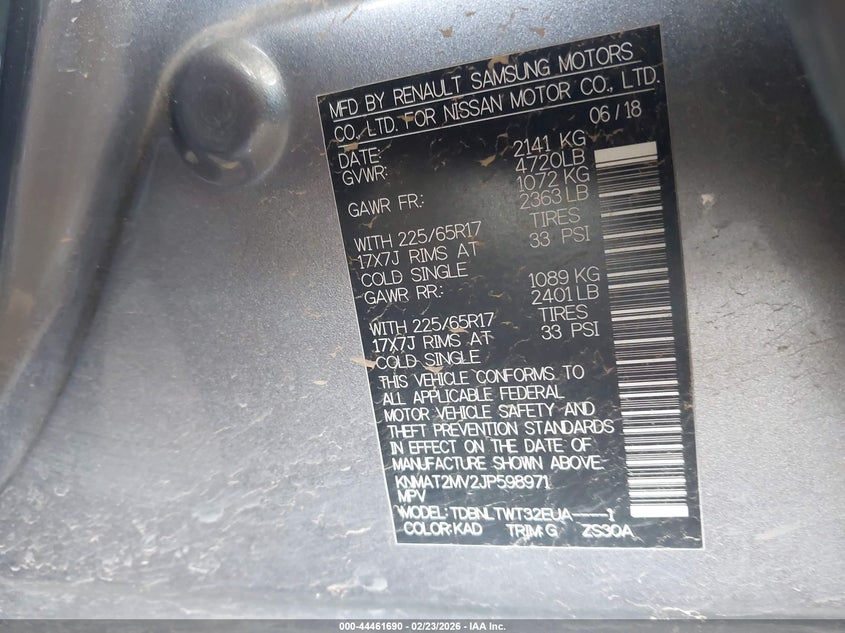 MFD BY RENAULT SAMSUNG MOTORS
CO., LTD. FOR NISSAN MOTOR CO., LTD.
DATE: 06 / 18
GVWR: 2141 KG
4720LB
GAWR FR: 1072 KG
2363 LB
WITH 225/65R17 TIRES
17X7J RIMS AT 33 PSI
COLD SINGLE
GAWR RR: 1089 KG
2401 LB
WITH 225/65R17 TIRES
17X7J RIMS AT 33 PSI
COLD SINGLE
THIS VEHICLE CONFORMS TO
ALL APPLICABLE FEDERAL
MOTOR VEHICLE SAFETY AND
THEFT PREVENTION STANDARDS
IN EFFECT ON THE DATE OF
MANUFACTURE SHOWN ABOVE.
KNMAT2MV2JP598971
MPV
MODEL: TDBNLTWT32EUA----1
COLOR:KAD TRIM:G ZS30A
000-44461690 - 02/23/2026 - IAA Inc.